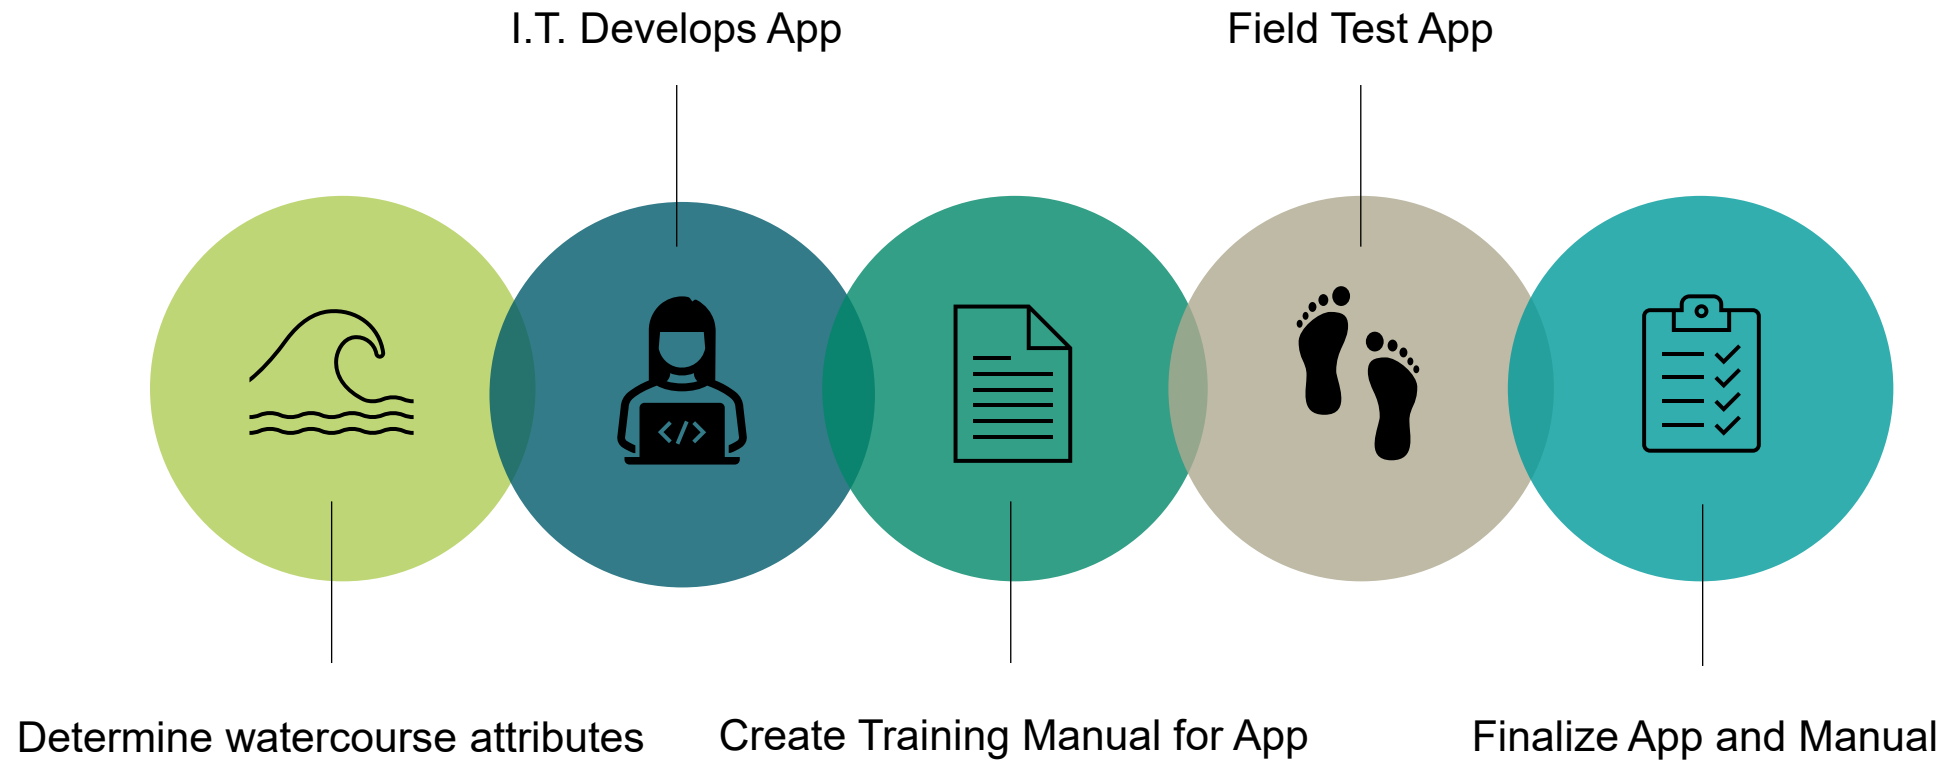 I.T. Develops App
Field Test App
Determine watercourse attributes
Create Training Manual for App
Finalize App and Manual